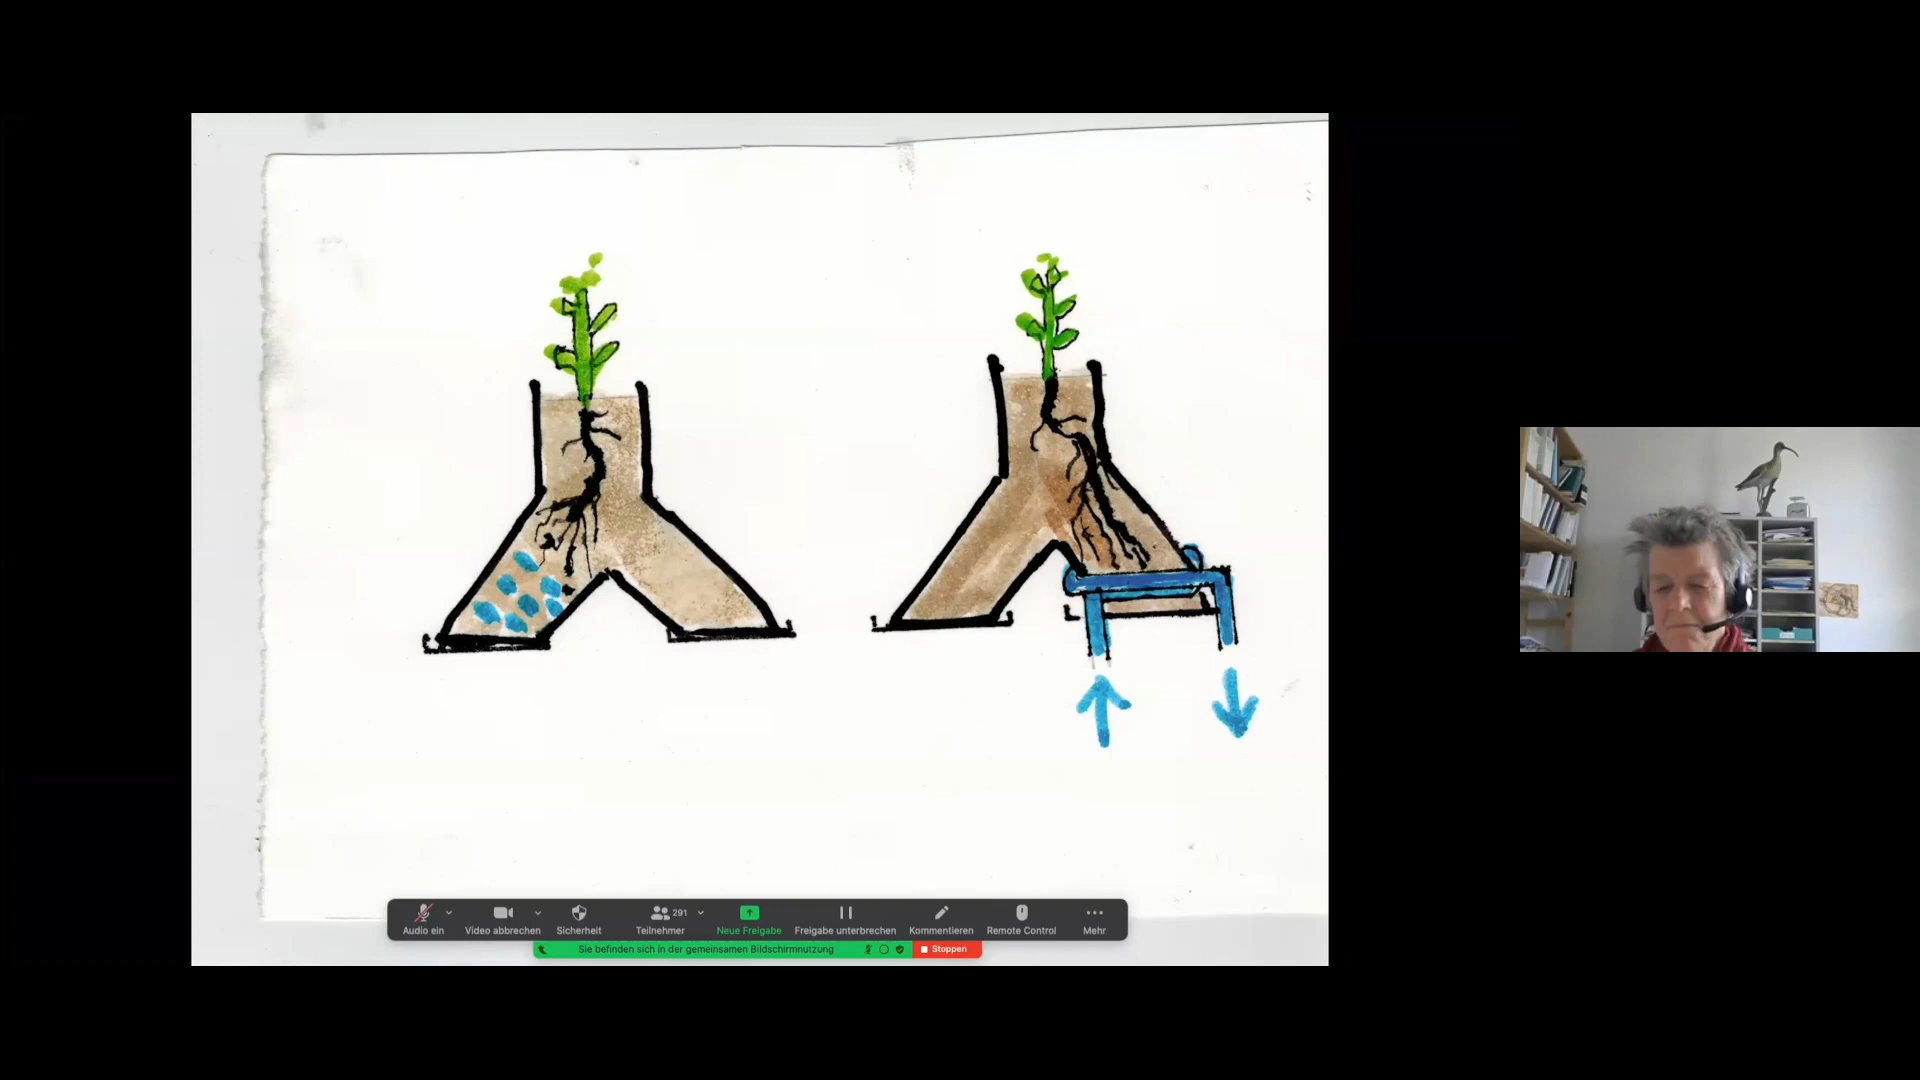 291
Audio ein Video abbrechen Sicherheit Teilnehmer Neue Freigabe Freigabe unterbrechen Kommentieren Remote Control Mehr
Sie befinden sich in der gemeinsamen Bildschirmnutzung Stoppen